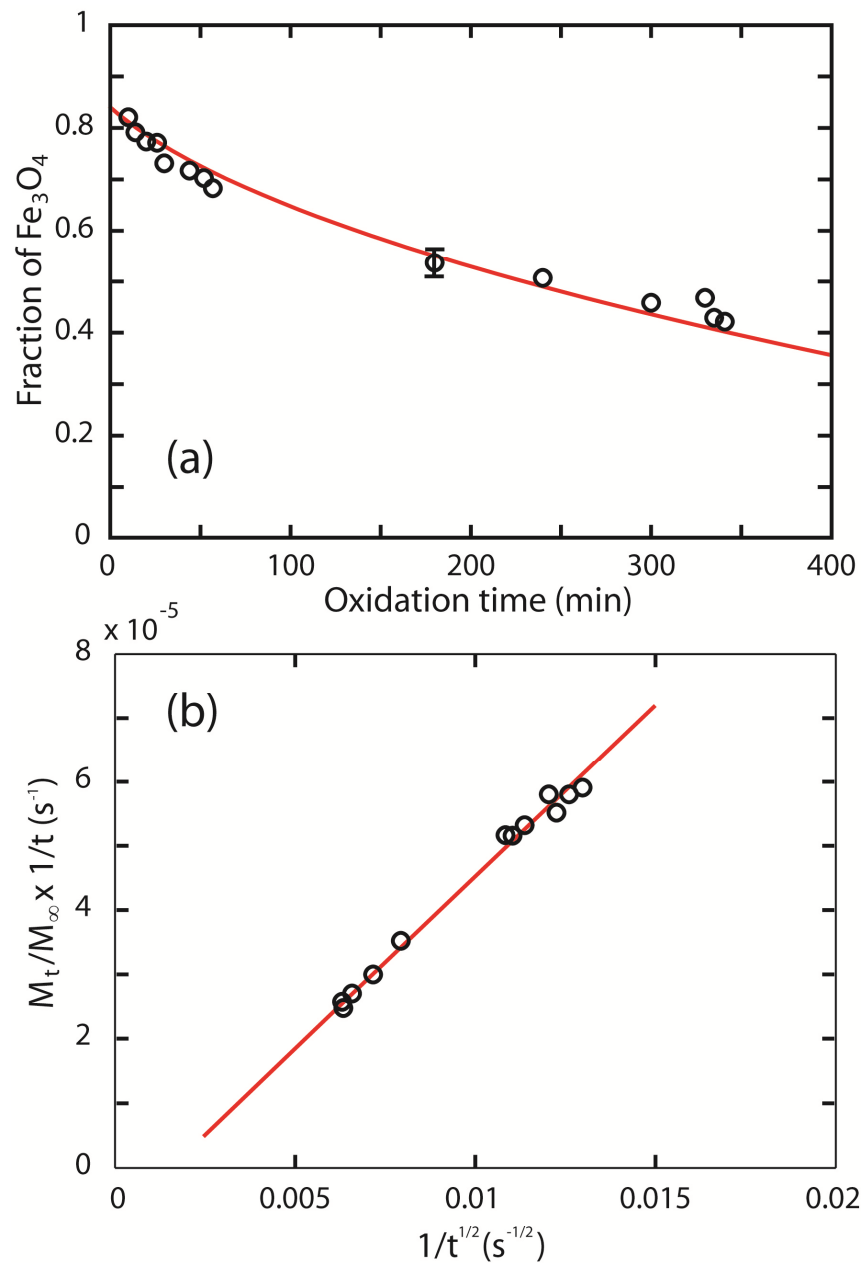 1
0.8
0.6
0.4
0.2
0
Fraction of Fe₃O₄
(a)
0 100 200 300 400
Oxidation time (min)
x 10⁻⁵
8
6
4
2
0
Mₜ/M∞ x 1/t (s⁻¹)
(b)
0 0.005 0.01 0.015 0.02
1/t¹/² (s⁻¹/²)